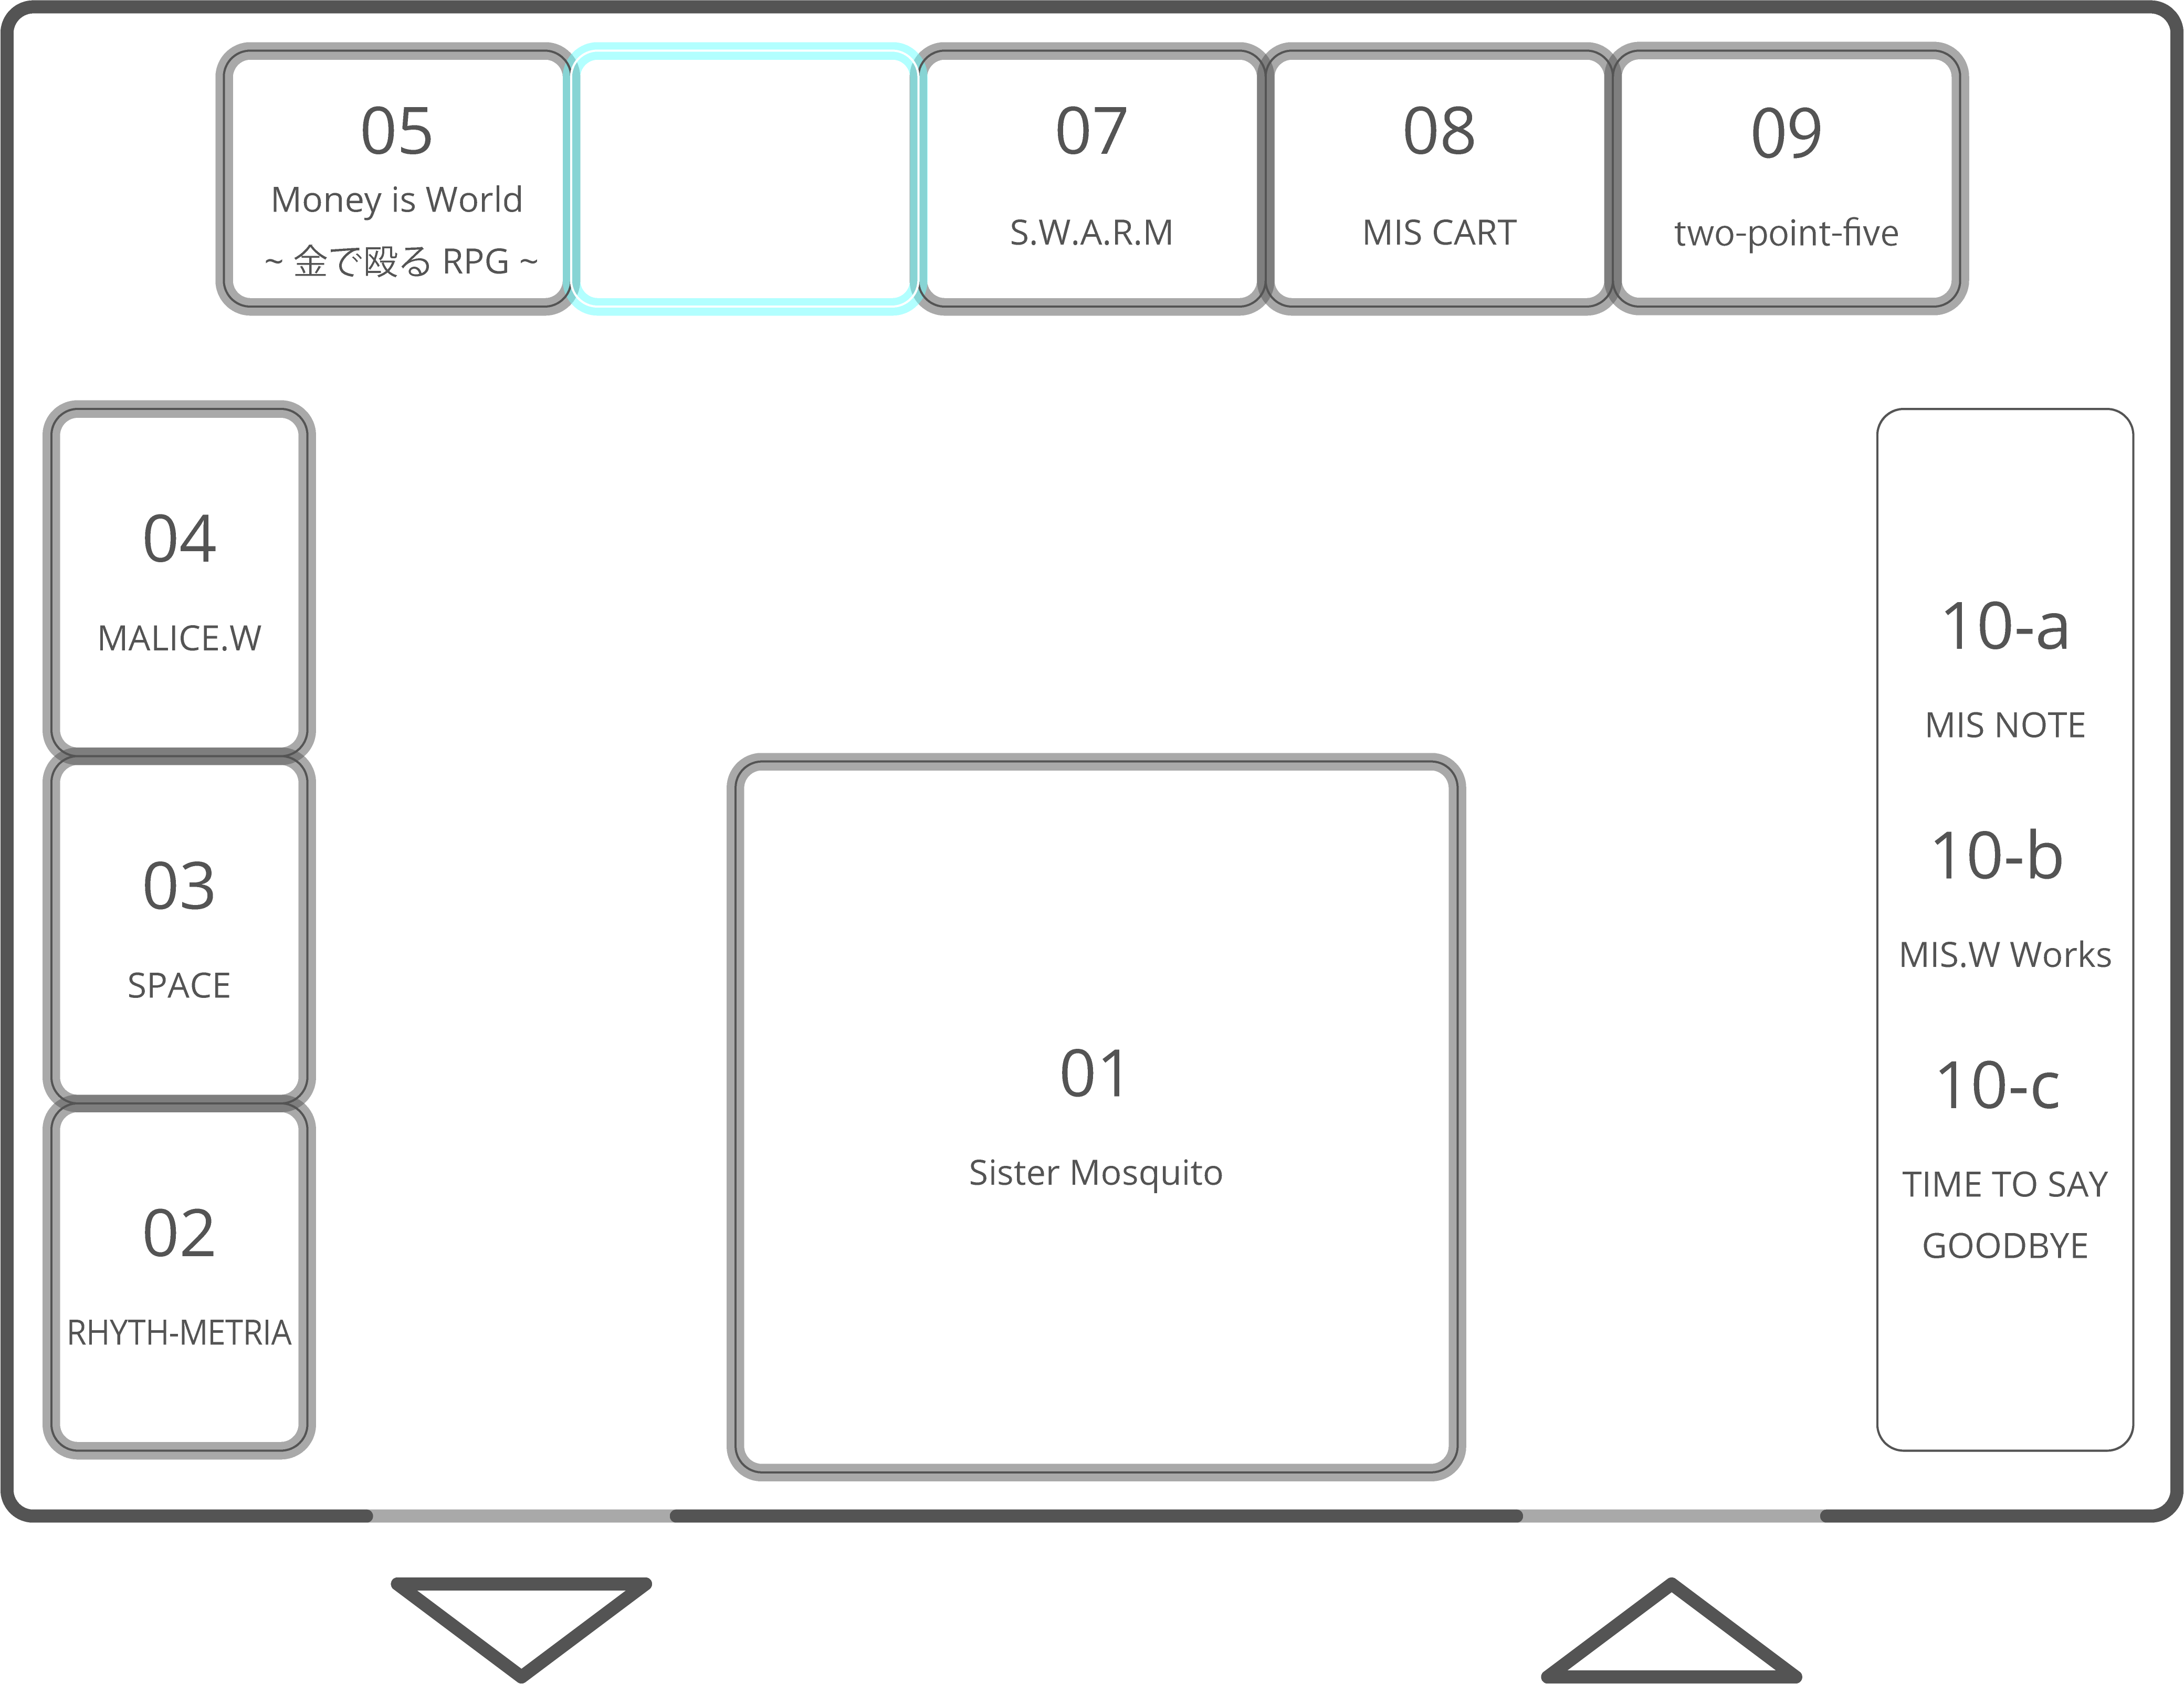 05
Money is World
~ 金で殴る RPG ~
07
S.W.A.R.M
08
MIS CART
09
two-point-five
04
MALICE.W
03
SPACE
02
RHYTH-METRIA
01
Sister Mosquito
10-a
MIS NOTE
10-b
MIS.W Works
10-c
TIME TO SAY
GOODBYE